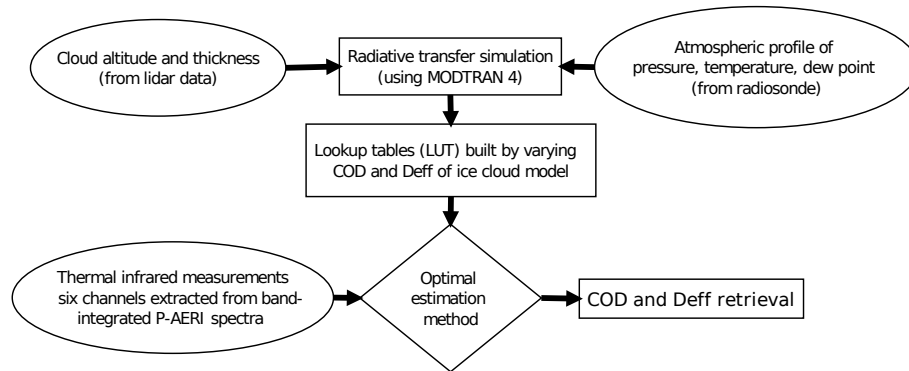 Cloud altitude and thickness
(from lidar data)
Radiative transfer simulation
(using MODTRAN 4)
Atmospheric profile of
pressure, temperature, dew point
(from radiosonde)
Lookup tables (LUT) built by varying
COD and Deff of ice cloud model
Thermal infrared measurements
six channels extracted from band-
integrated P-AERI spectra
Optimal
estimation
method
COD and Deff retrieval